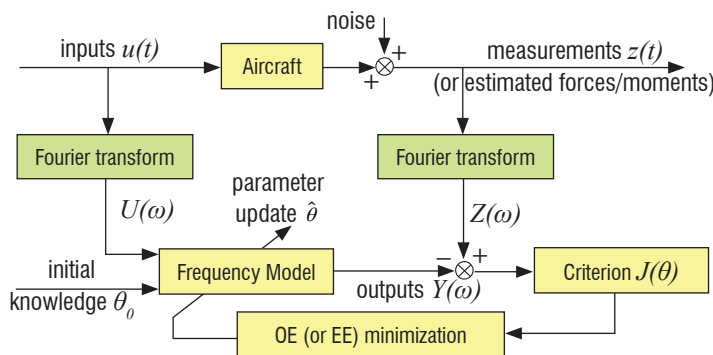 noise
inputs u(t)
Aircraft
+
+
measurements z(t)
(or estimated forces/moments)
Fourier transform
Fourier transform
U(ω)
parameter
update θ̂
Z(ω)
initial
knowledge θ₀
Frequency Model
−
+
outputs Y(ω)
Criterion J(θ)
OE (or EE) minimization